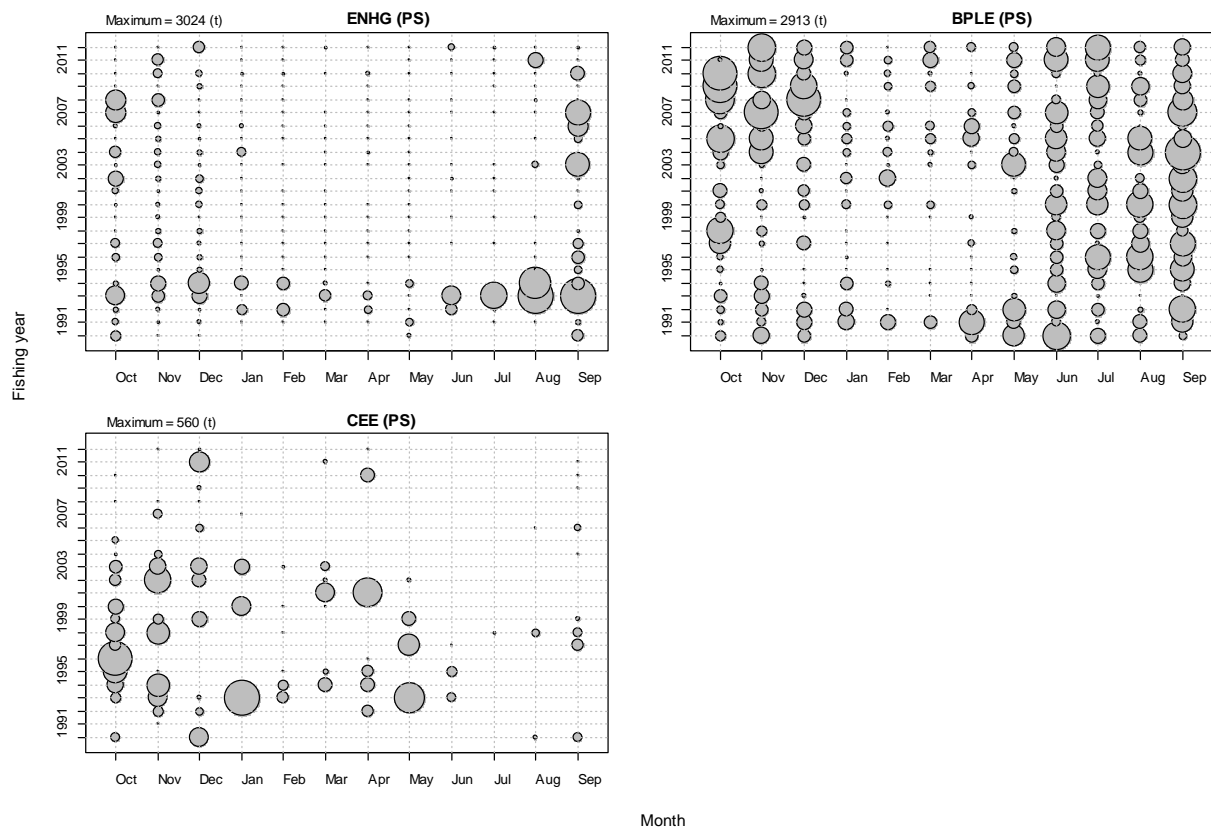 Maximum = 3024 (t) ENHG (PS)
2011
2007
2003
1999
1995
1991
Oct Nov Dec Jan Feb Mar Apr May Jun Jul Aug Sep
Maximum = 2913 (t) BPLE (PS)
2011
2007
2003
1999
1995
1991
Oct Nov Dec Jan Feb Mar Apr May Jun Jul Aug Sep
Fishing year
Maximum = 560 (t) CEE (PS)
2011
2007
2003
1999
1995
1991
Oct Nov Dec Jan Feb Mar Apr May Jun Jul Aug Sep
Month